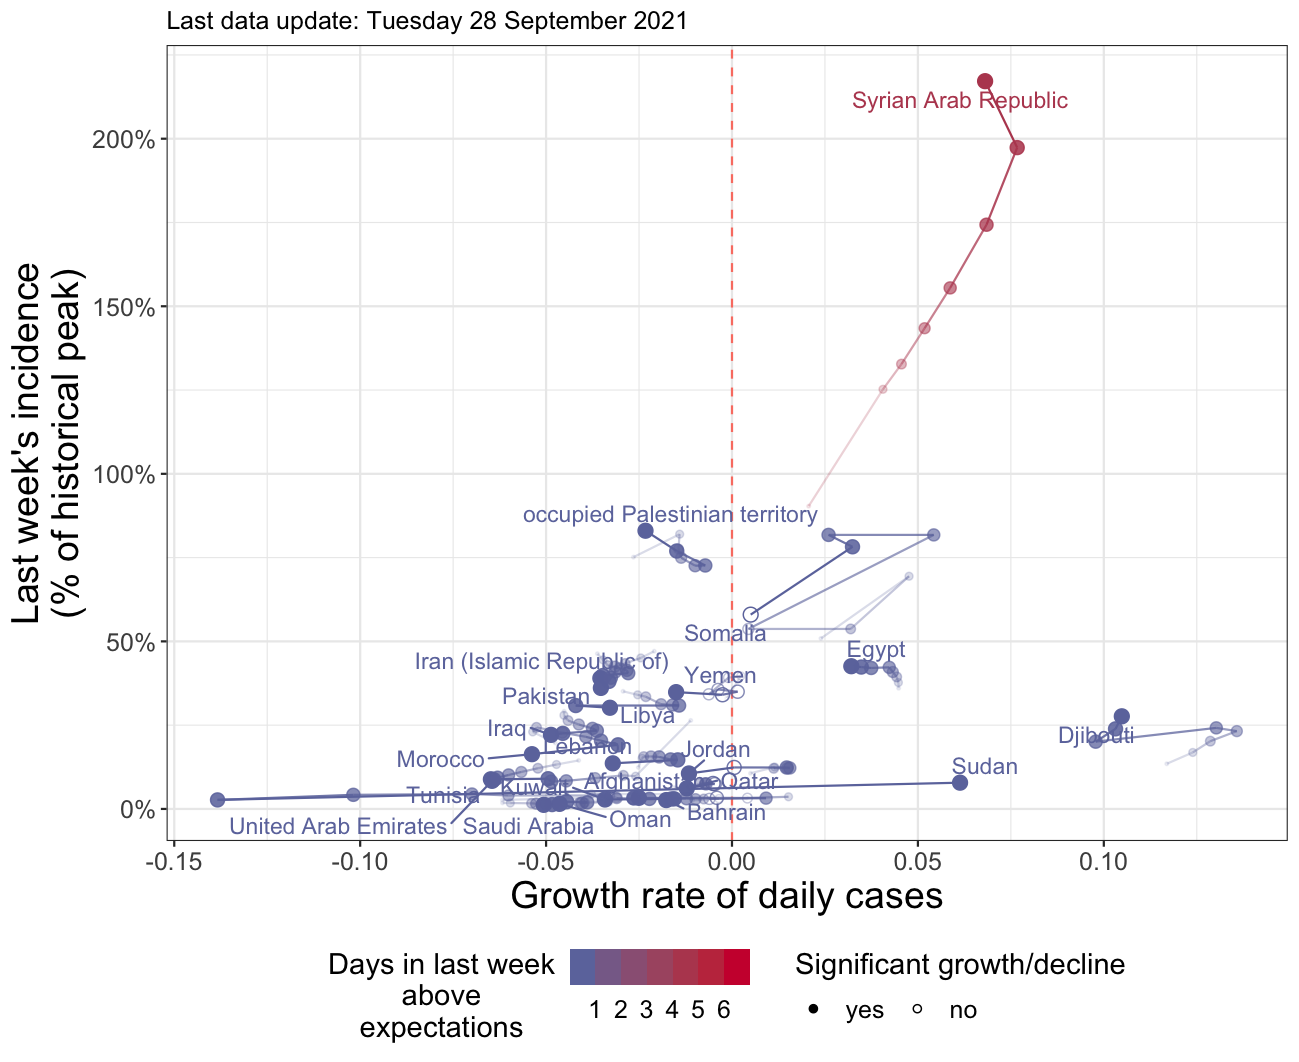 Last data update: Tuesday 28 September 2021
Last week's incidence
(% of historical peak)
200%
150%
100%
50%
0%
Syrian Arab Republic
occupied Palestinian territory
Somalia
Egypt
Iran (Islamic Republic of)
Yemen
Pakistan
Libya
Iraq
Lebanon
Djibouti
Morocco
Jordan
Sudan
Tunisia
Kuwait
Afghanistan
Qatar
United Arab Emirates
Saudi Arabia
Oman
Bahrain
-0.15
-0.10
-0.05
0.00
0.05
0.10
Growth rate of daily cases
Days in last week
above
expectations
1 2 3 4 5 6
Significant growth/decline
yes
no